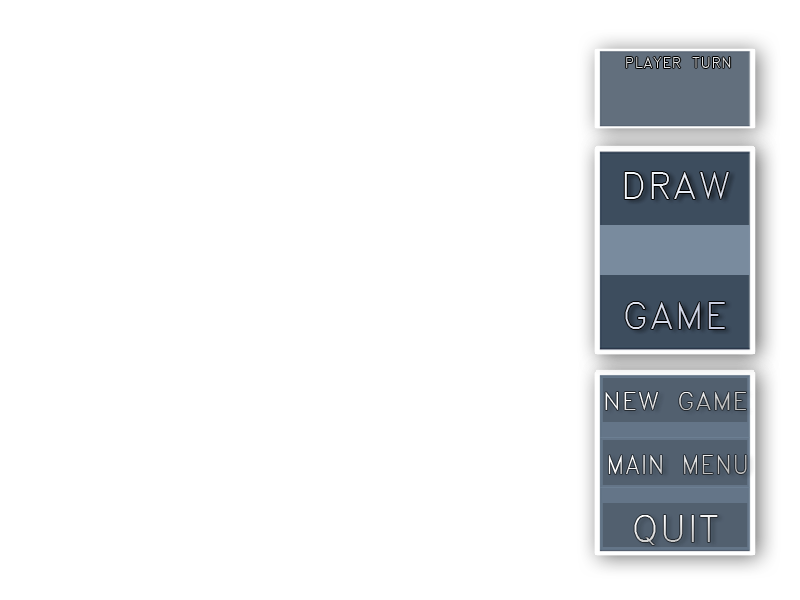 PLAYER TURN
DRAW
GAME
NEW GAME
MAIN MENU
QUIT